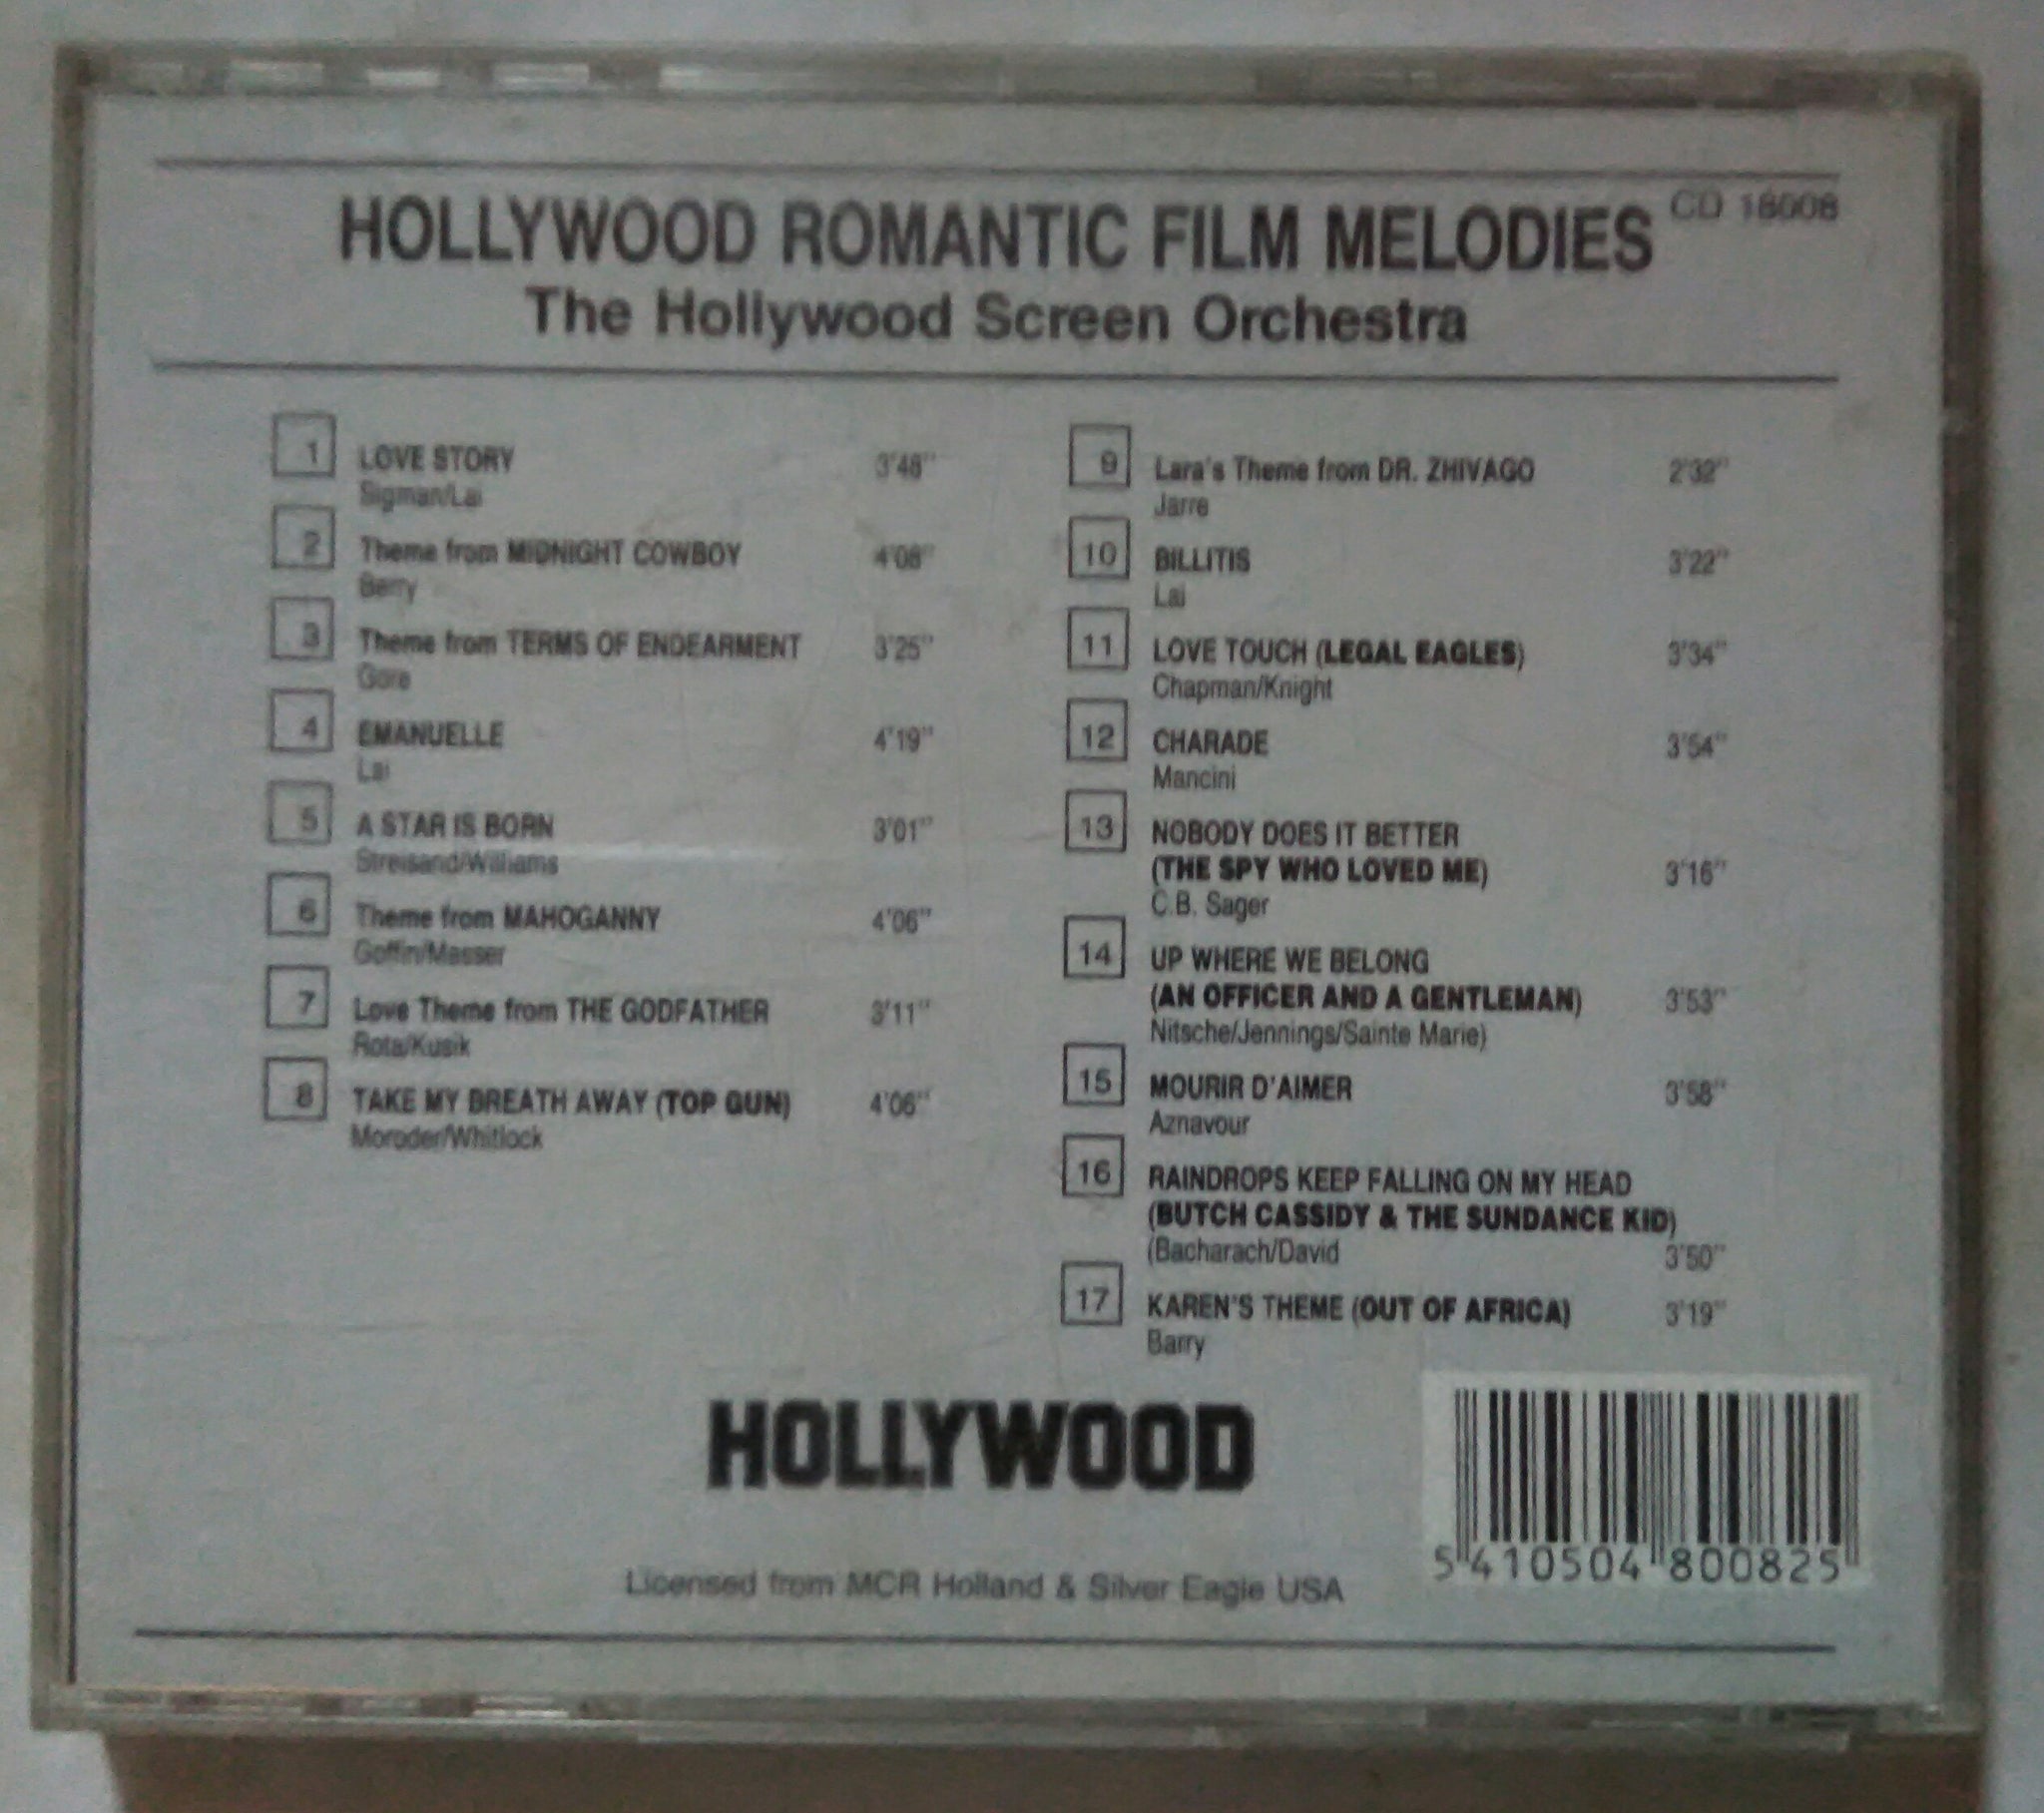 CD 18008
HOLLYWOOD ROMANTIC FILM MELODIES
The Hollywood Screen Orchestra
1 LOVE STORY 3'48"
Sigman/Lai
2 Theme from MIDNIGHT COWBOY 4'08"
Berry
3 Theme from TERMS OF ENDEARMENT 3'25"
Gore
4 EMANUELLE 4'19"
Lai
5 A STAR IS BORN 3'01"
Streisand/Williams
6 Theme from MAHOGANNY 4'06"
Goffin/Masser
7 Love Theme from THE GODFATHER 3'11"
Rota/Kusik
8 TAKE MY BREATH AWAY (TOP GUN) 4'06"
Moroder/Whitlock
9 Lara's Theme from DR. ZHIVAGO 2'32"
Jarre
10 BILLITIS 3'22"
Lai
11 LOVE TOUCH (LEGAL EAGLES) 3'34"
Chapman/Knight
12 CHARADE 3'54"
Mancini
13 NOBODY DOES IT BETTER
(THE SPY WHO LOVED ME) 3'16"
C.B. Sager
14 UP WHERE WE BELONG
(AN OFFICER AND A GENTLEMAN) 3'53"
Nitsche/Jennings/Sainte Marie)
15 MOURIR D'AIMER 3'58"
Aznavour
16 RAINDROPS KEEP FALLING ON MY HEAD
(BUTCH CASSIDY & THE SUNDANCE KID)
(Bacharach/David 3'50"
17 KAREN'S THEME (OUT OF AFRICA) 3'19"
Barry
HOLLYWOOD
5 410504 800825
Licensed from MCR Holland & Silver Eagle USA